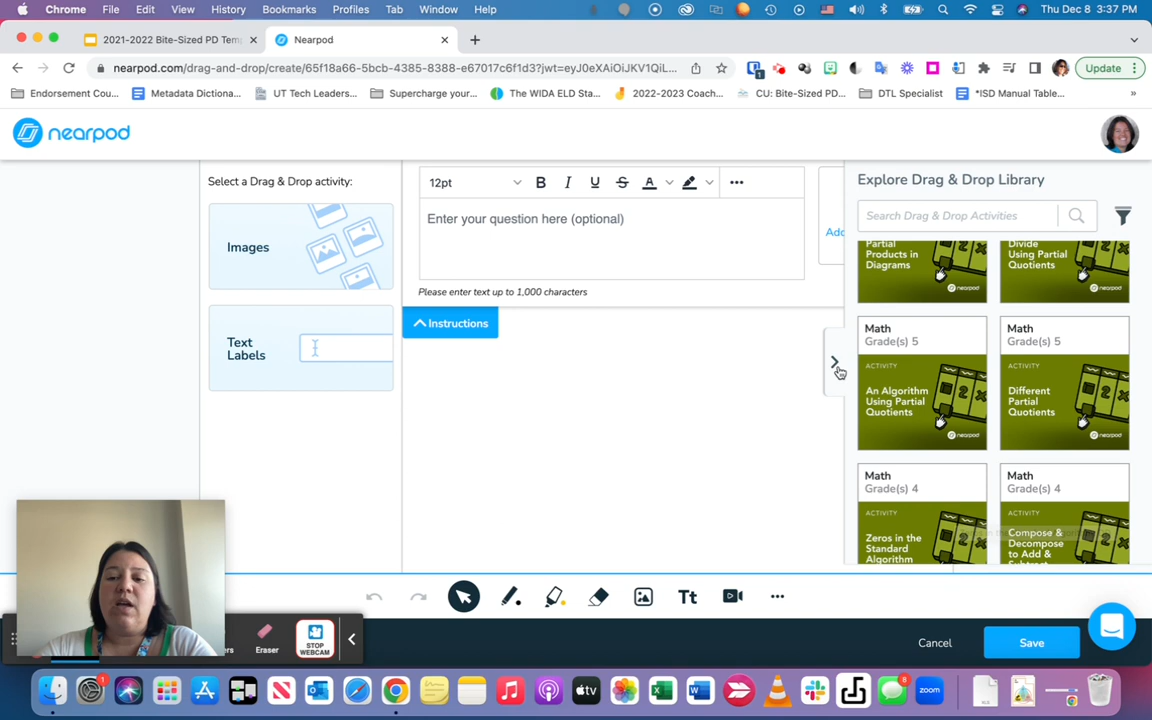 Chrome File Edit View History Bookmarks Profiles Tab Window Help Thu Dec 8 3:37 PM
2021-2022 Bite-Sized PD Tem Nearpod
nearpod.com/drag-and-drop/create/65f18a66-5bcb-4385-8388-e67017c6f1d3?jwt=eyJ0eXAiOiJKV1QiL... Update
Endorsement Cou... Metadata Dictiona... UT Tech Leaders... Supercharge your... The WIDA ELD Sta... 2022-2023 Coach... CU: Bite-Sized PD... DTL Specialist *ISD Manual Table... »
nearpod
Select a Drag & Drop activity:
Images
Text
Labels
12pt B I U S A
Enter your question here (optional)
Please enter text up to 1,000 characters
Instructions
Explore Drag & Drop Library
Search Drag & Drop Activities
Partial
Products in
Diagrams
nearpod
Divide
Using Partial
Quotients
nearpod
Math
Grade(s) 5
ACTIVITY
An Algorithm
Using Partial
Quotients
nearpod
Math
Grade(s) 5
ACTIVITY
Different
Partial
Quotients
nearpod
Math
Grade(s) 4
ACTIVITY
Zeros in the
Standard
Algorithm
Math
Grade(s) 4
ACTIVITY
Compose &
Decompose
to Add &
Tt
Eraser
STOP
WEBCAM
Cancel Save
1
8
zoom